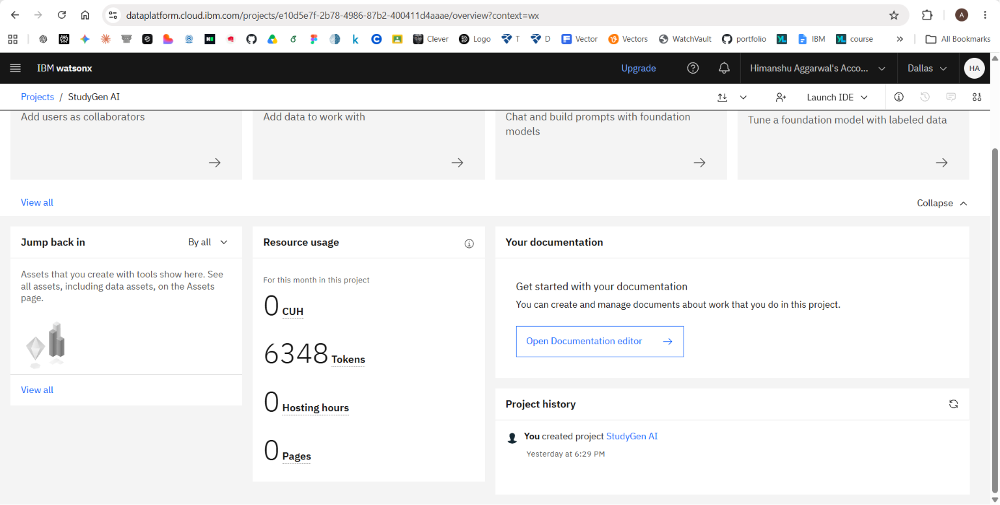 dataplatform.cloud.ibm.com/projects/e10d5e7f-2b78-4986-87b2-400411d4aaae/overview?context=wx
A
Clever
Logo
T
D
Vector
Vectors
WatchVault
portfolio
IBM
course
All Bookmarks
IBM watsonx
Upgrade
Himanshu Aggarwal's Acco...
Dallas
HA
Projects / StudyGen AI
Launch IDE
Add users as collaborators
Add data to work with
Chat and build prompts with foundation
models
Tune a foundation model with labeled data
View all
Collapse
Jump back in
By all
Assets that you create with tools show here. See
all assets, including data assets, on the Assets
page.
View all
Resource usage
For this month in this project
0 CUH
6348 Tokens
0 Hosting hours
0 Pages
Your documentation
Get started with your documentation
You can create and manage documents about work that you do in this project.
Open Documentation editor
Project history
You created project StudyGen AI
Yesterday at 6:29 PM